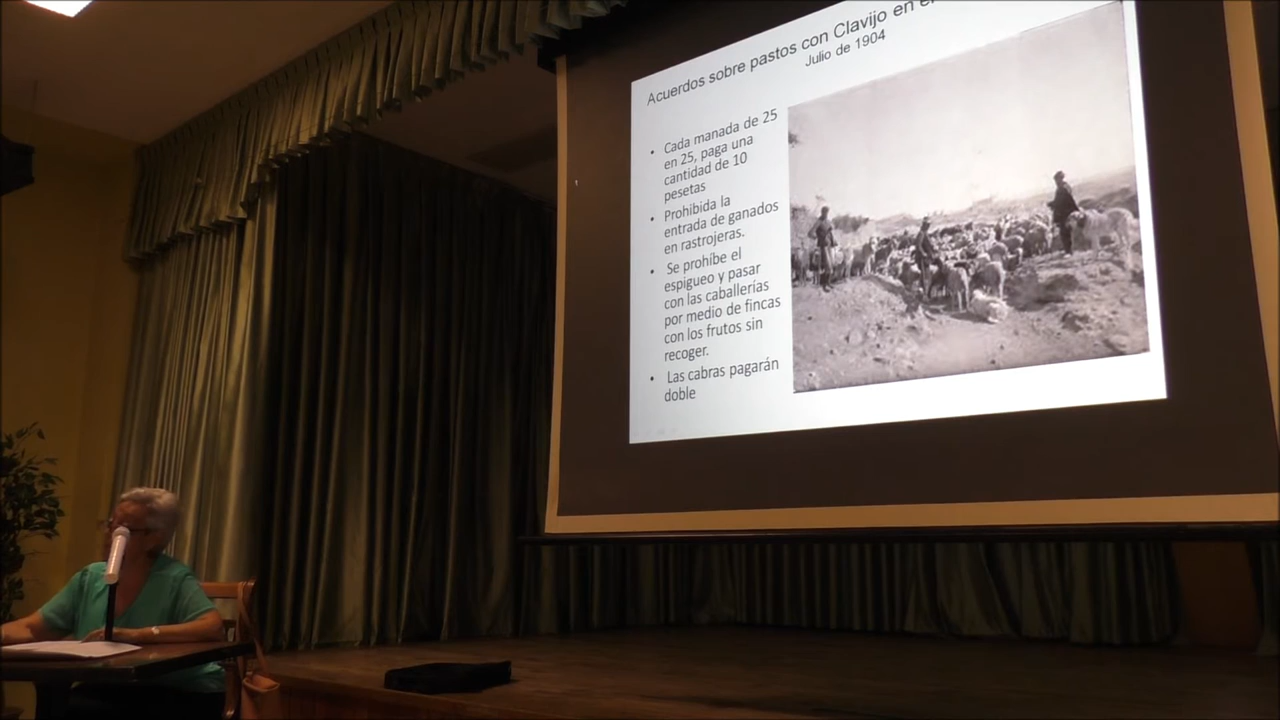 Acuerdos sobre pastos con Clavijo en
Julio de 1904
• Cada manada de 25
en 25, paga una
cantidad de 10
pesetas
• Prohibida la
entrada de ganados
en rastrojeras.
• Se prohíbe el
espigueo y pasar
con las caballerías
por medio de fincas
con los frutos sin
recoger.
• Las cabras pagarán
doble